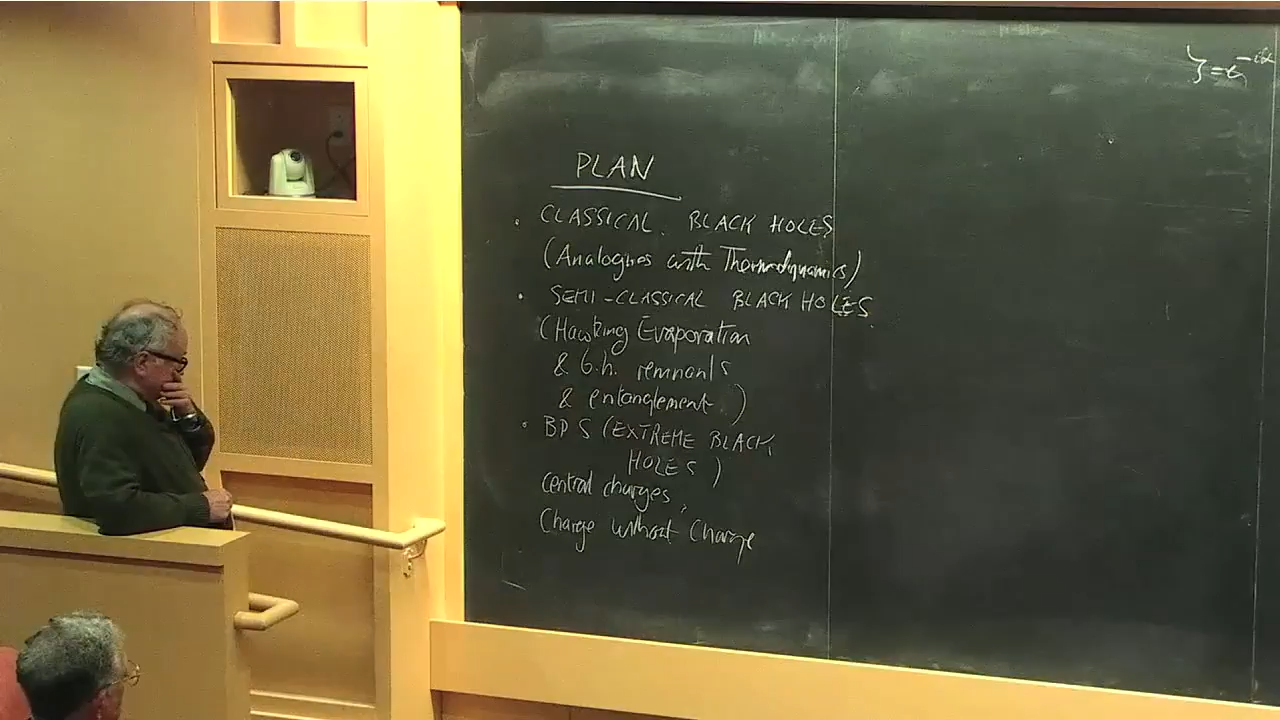 PLAN
• CLASSICAL. BLACK HOLES
(Analogies with Thermodynamics)
• SEMI-CLASSICAL BLACK HOLES.
(Hawking Evaporation
& b.h. remnants
& entanglement)
• BPS (EXTREME BLACK
HOLES)
central charges,
Charge without Charge